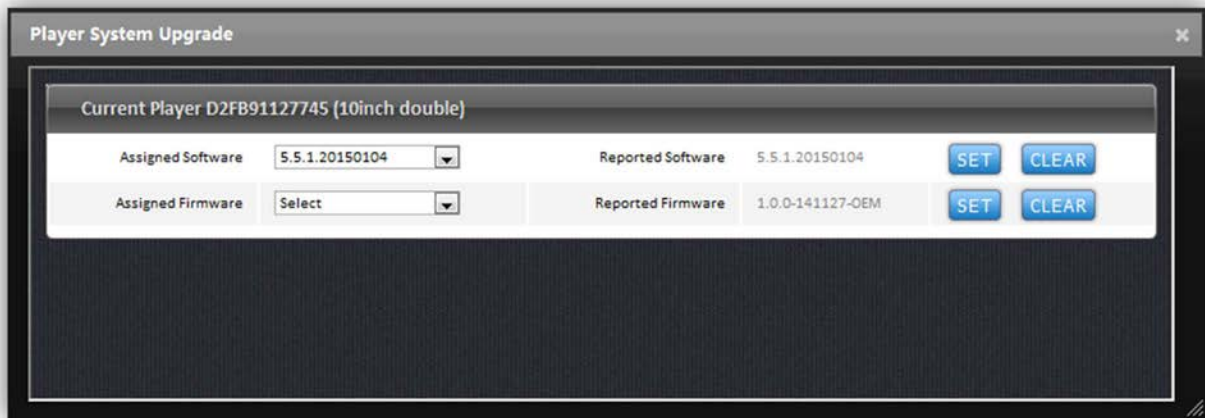 Player System Upgrade
Current Player D2FB91127745 (10inch double)
Assigned Software 5.5.1.20150104 Reported Software 5.5.1.20150104 SET CLEAR
Assigned Firmware Select Reported Firmware 1.0.0-141127-OEM SET CLEAR